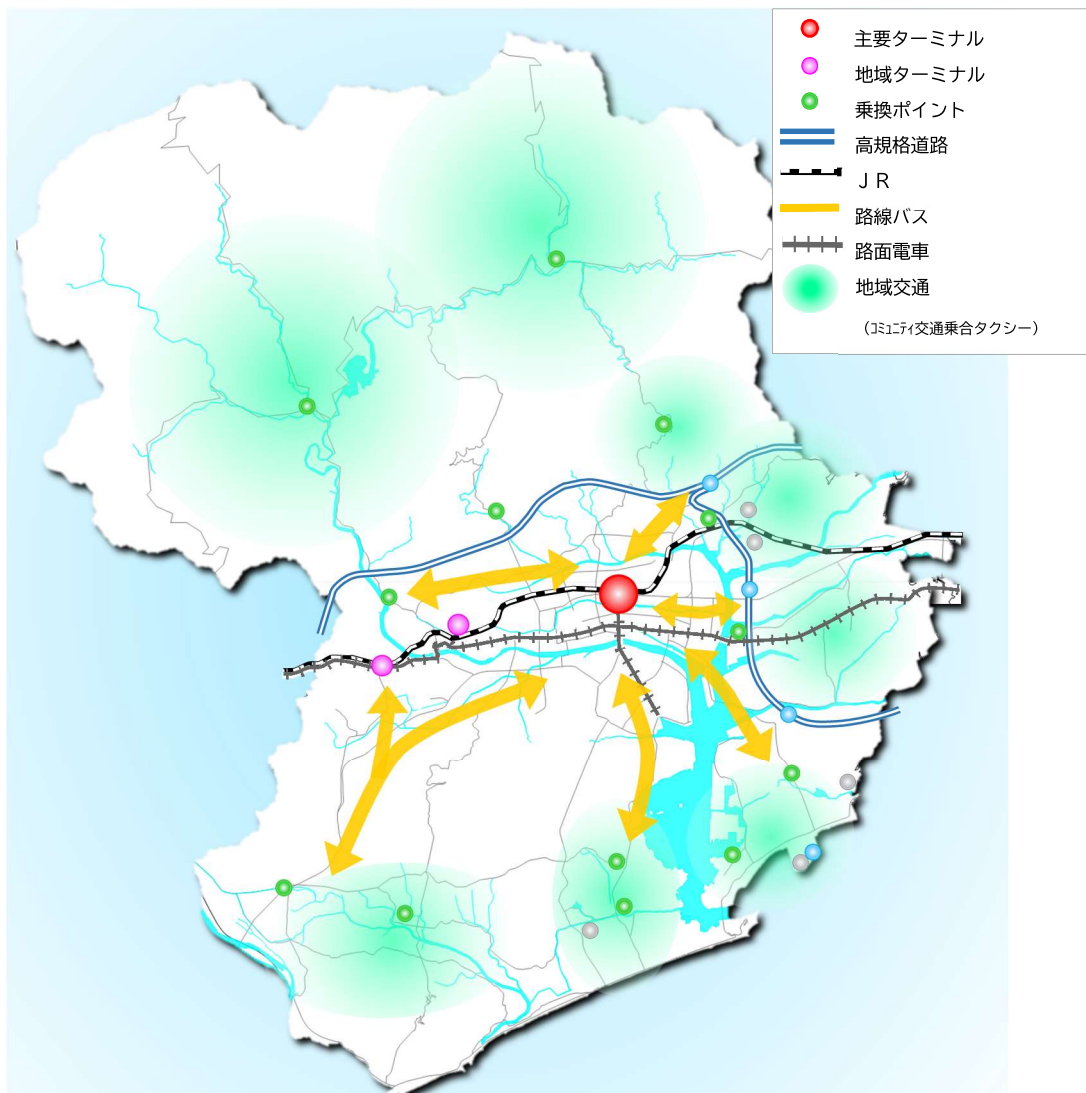 主要ターミナル
地域ターミナル
乗換ポイント
高規格道路
ＪＲ
路線バス
路面電車
地域交通
（ｺﾐｭﾆﾃｨ交通乗合タクシー）